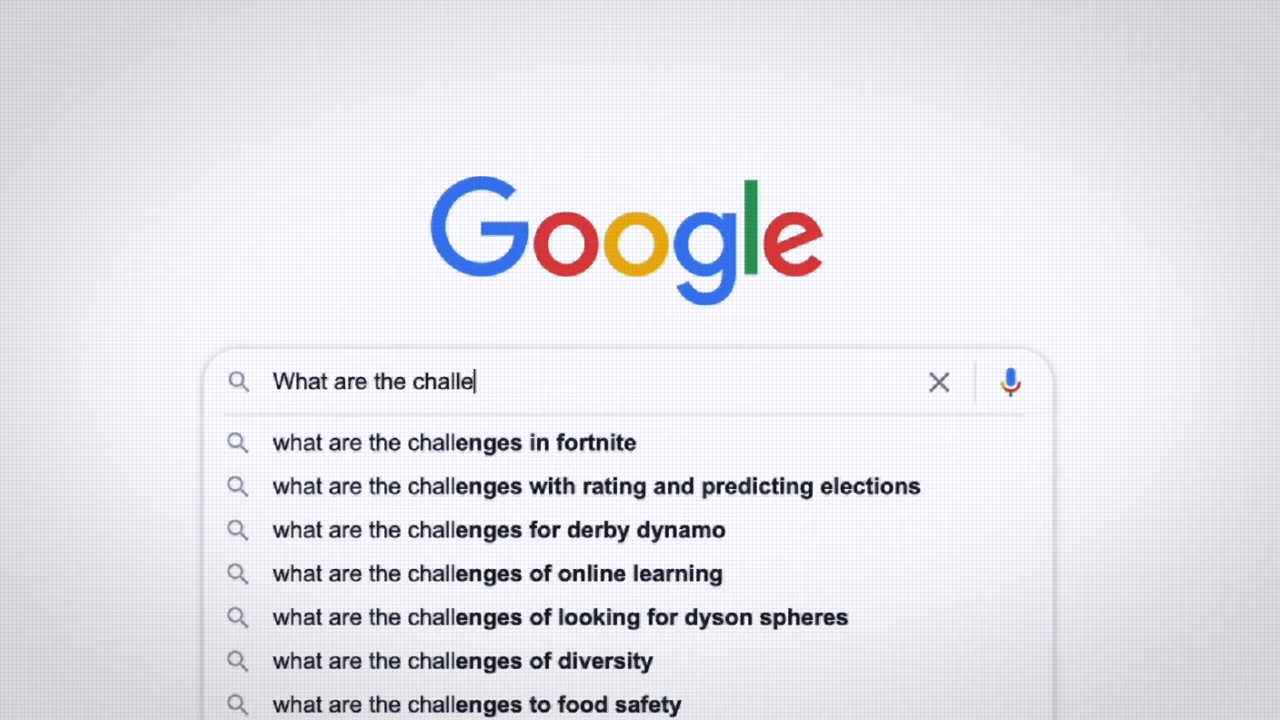 Google
What are the challe
what are the challenges in fortnite
what are the challenges with rating and predicting elections
what are the challenges for derby dynamo
what are the challenges of online learning
what are the challenges of looking for dyson spheres
what are the challenges of diversity
what are the challenges to food safety